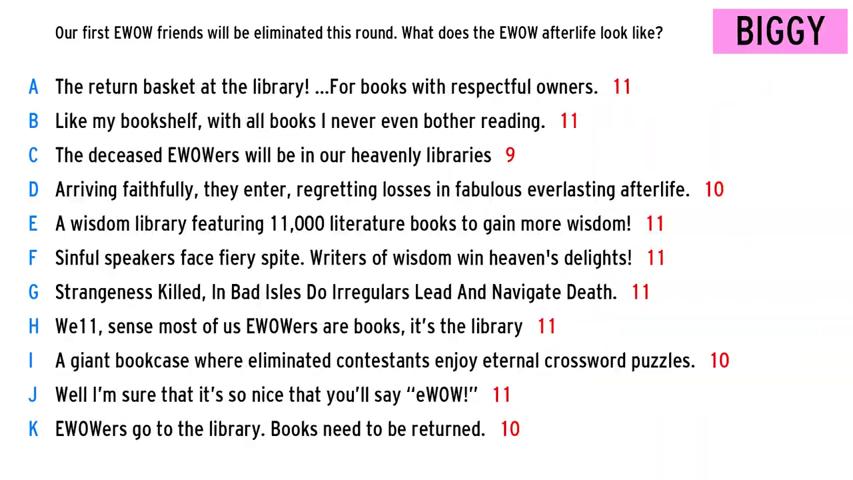 Our first EWOW friends will be eliminated this round. What does the EWOW afterlife look like?
BIGGY
A The return basket at the library! ...For books with respectful owners. 11
B Like my bookshelf, with all books I never even bother reading. 11
C The deceased EWOWers will be in our heavenly libraries 9
D Arriving faithfully, they enter, regretting losses in fabulous everlasting afterlife. 10
E A wisdom library featuring 11,000 literature books to gain more wisdom! 11
F Sinful speakers face fiery spite. Writers of wisdom win heaven's delights! 11
G Strangeness Killed, In Bad Isles Do Irregulars Lead And Navigate Death. 11
H We11, sense most of us EWOWers are books, it’s the library 11
I A giant bookcase where eliminated contestants enjoy eternal crossword puzzles. 10
J Well I’m sure that it’s so nice that you’ll say “eWOW!” 11
K EWOWers go to the library. Books need to be returned. 10